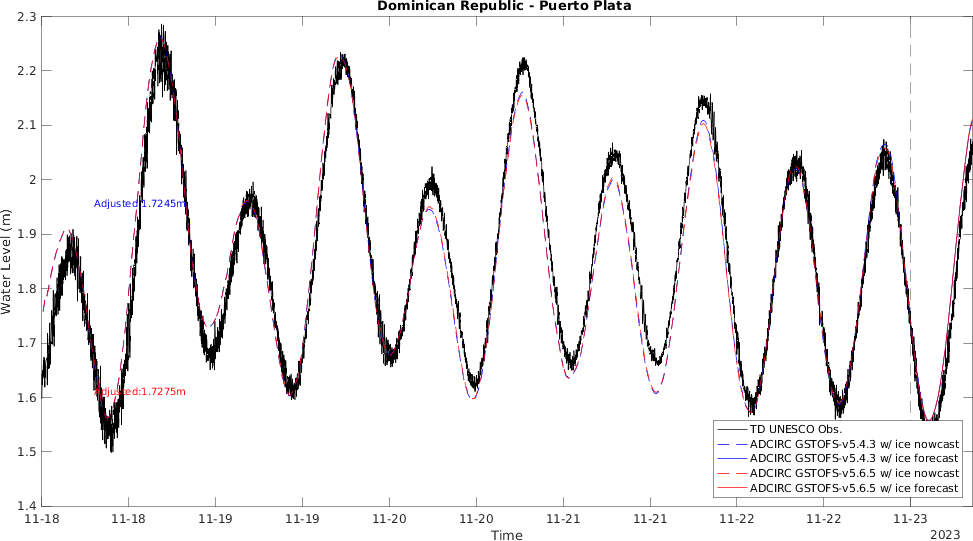 Dominican Republic - Puerto Plata
2.3
2.2
2.1
2
1.9
1.8
1.7
1.6
1.5
1.4
Water Level (m)
Adjusted:1.7245m
Adjusted:1.7275m
TD UNESCO Obs.
ADCIRC GSTOFS-v5.4.3 w/ ice nowcast
ADCIRC GSTOFS-v5.4.3 w/ ice forecast
ADCIRC GSTOFS-v5.6.5 w/ ice nowcast
ADCIRC GSTOFS-v5.6.5 w/ ice forecast
11-18 11-18 11-19 11-19 11-20 11-20 11-21 11-21 11-22 11-22 11-23
Time
2023